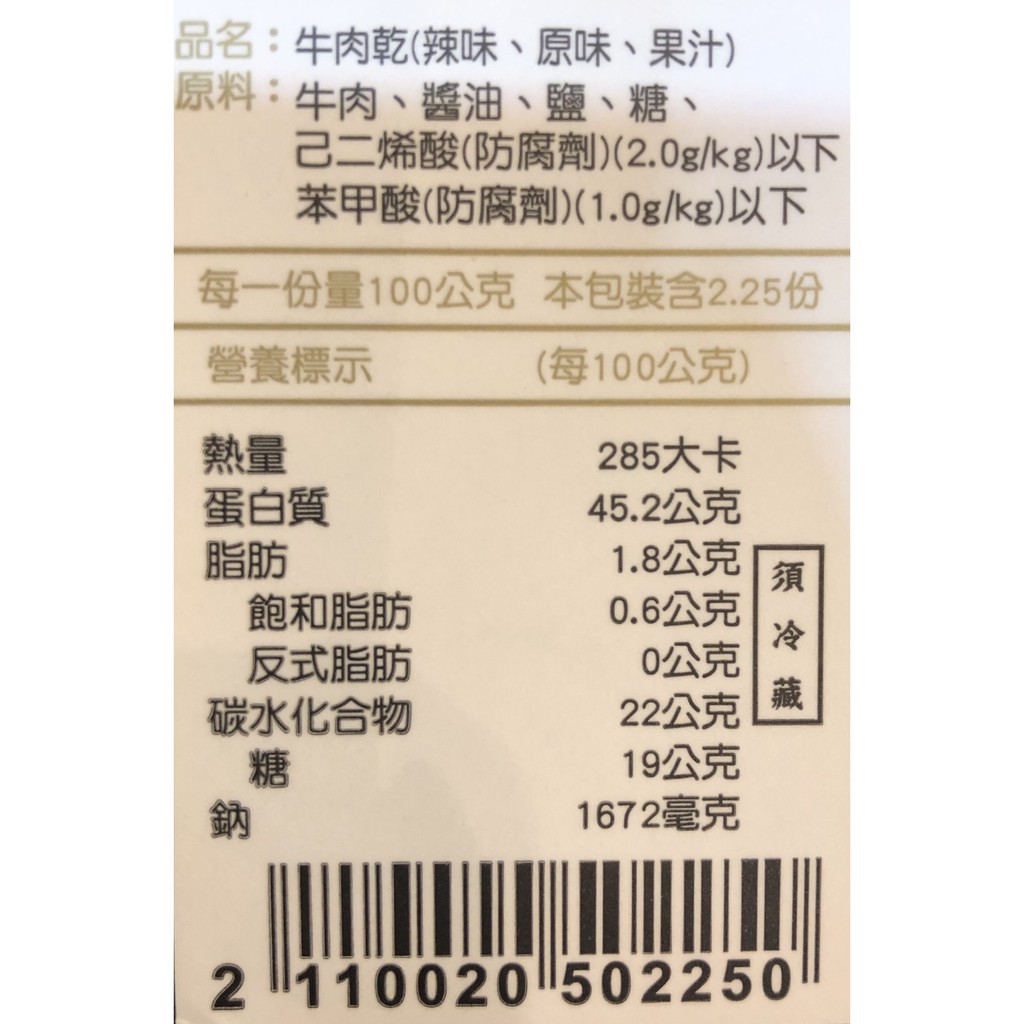 品名：牛肉乾(辣味、原味、果汁)
原料：牛肉、醬油、鹽、糖、
己二烯酸(防腐劑)(2.0g/kg)以下
苯甲酸(防腐劑)(1.0g/kg)以下
每一份量100公克 本包裝含2.25份
營養標示 (每100公克)
熱量 285大卡
蛋白質 45.2公克
脂肪 1.8公克
飽和脂肪 0.6公克
反式脂肪 0公克
碳水化合物 22公克
糖 19公克
鈉 1672毫克
須冷藏
2 110020 502250